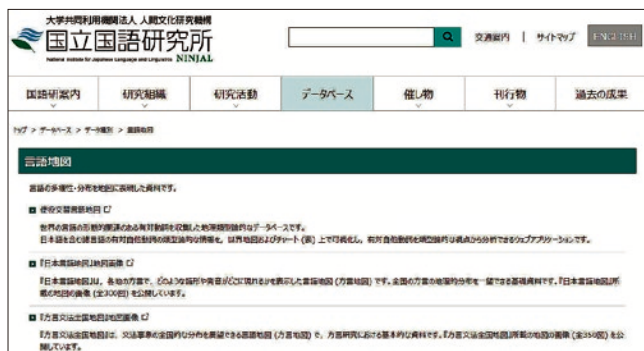 大学共同利用機関法人 人間文化研究機構
国立国語研究所
National Institute for Japanese Language and Linguistics NINJAL
交通案内 | サイトマップ ENGLISH
国語研案内 研究組織 研究活動 データベース 催し物 刊行物 過去の成果
トップ > データベース > データ種別 > 言語地図
言語地図
言語の多様性・分布を地図に表現した資料です。
使役交替言語地図
世界の言語の形態的関連のある有対動詞を収集した地理類型論的なデータベースです。
日本語を含む諸言語の有対自他動詞の類型論的な情報を、世界地図およびチャート (表) 上で可視化し、有対自他動詞を類型論的な視点から分析できるウェブアプリケーションです。
『日本言語地図』地図画像
『日本言語地図』は、各地の方言で、どのような語形や発音がどこに現れるかを表示した言語地図 (方言地図) です。全国の方言の地理的分布を一望できる基礎資料です。『日本言語地図』所
載の地図の画像 (全300図) を公開しています。
『方言文法全国地図』地図画像
『方言文法全国地図』は、文法事象の全国的な分布を展望できる言語地図 (方言地図) で、方言研究における基本的な資料です。『方言文法全国地図』所載の地図の画像 (全350図) を公
開しています。